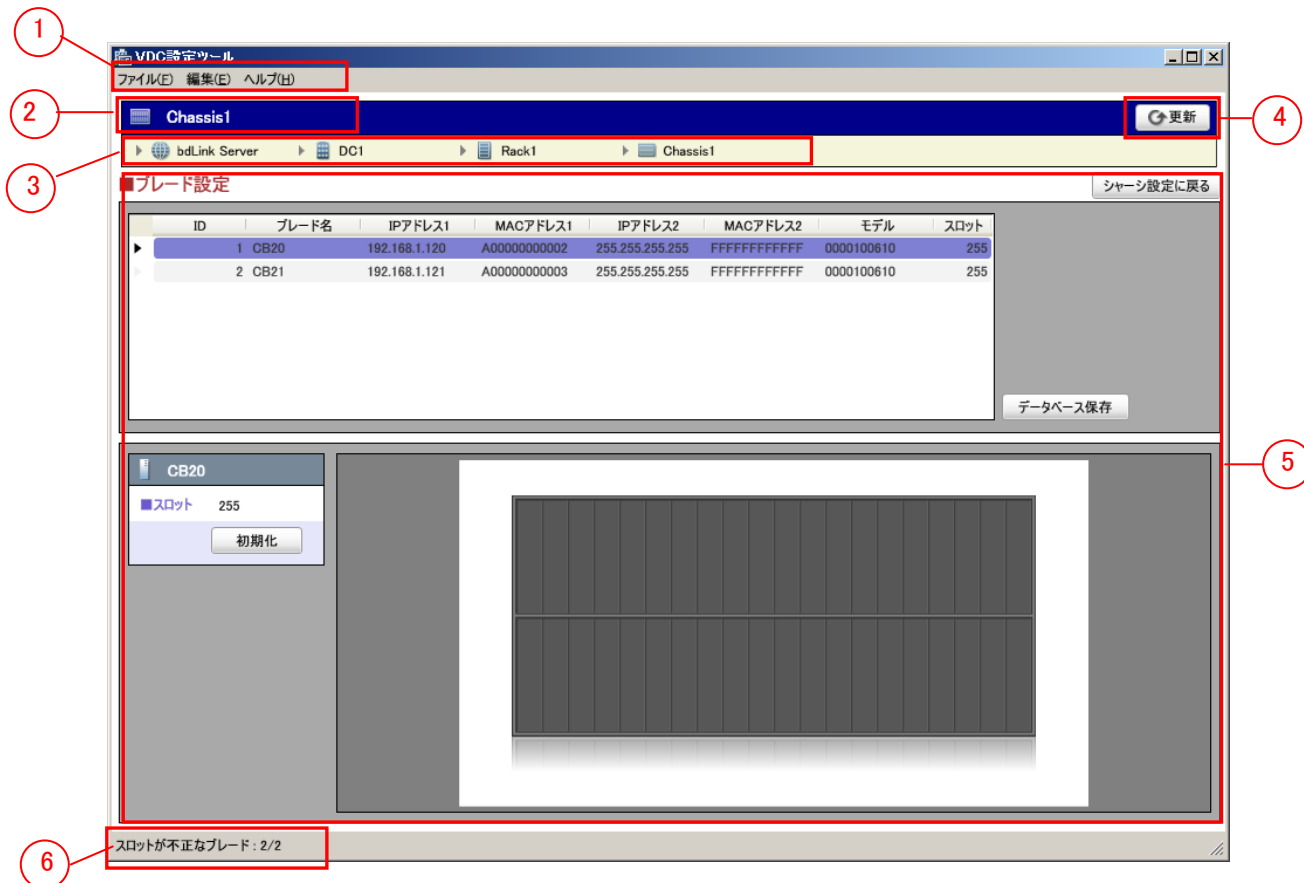 1
VDC設定ツール
ファイル(F) 編集(E) ヘルプ(H)
2
Chassis1
更新
4
3
bdLink Server DC1 Rack1 Chassis1
■ブレード設定
シャーシ設定に戻る
ID ブレード名 IPアドレス1 MACアドレス1 IPアドレス2 MACアドレス2 モデル スロット
1 CB20 192.168.1.120 A00000000002 255.255.255.255 FFFFFFFFFFFF 0000100610 255
2 CB21 192.168.1.121 A00000000003 255.255.255.255 FFFFFFFFFFFF 0000100610 255
データベース保存
5
CB20
■スロット 255
初期化
スロットが不正なブレード : 2/2
6